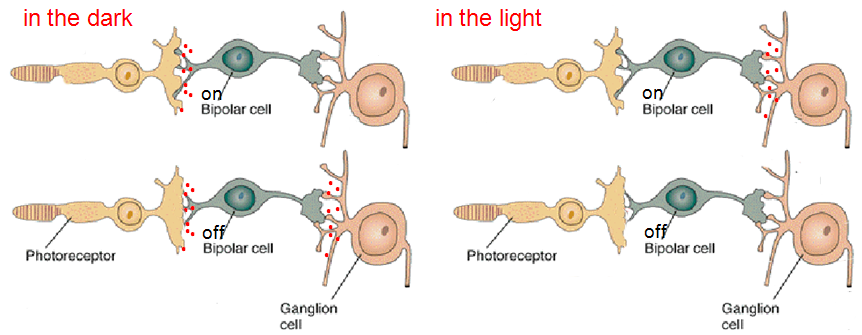 in the dark
in the light
on
Bipolar cell
on
Bipolar cell
off
Bipolar cell
Photoreceptor
Ganglion
cell
off
Bipolar cell
Photoreceptor
Ganglion
cell